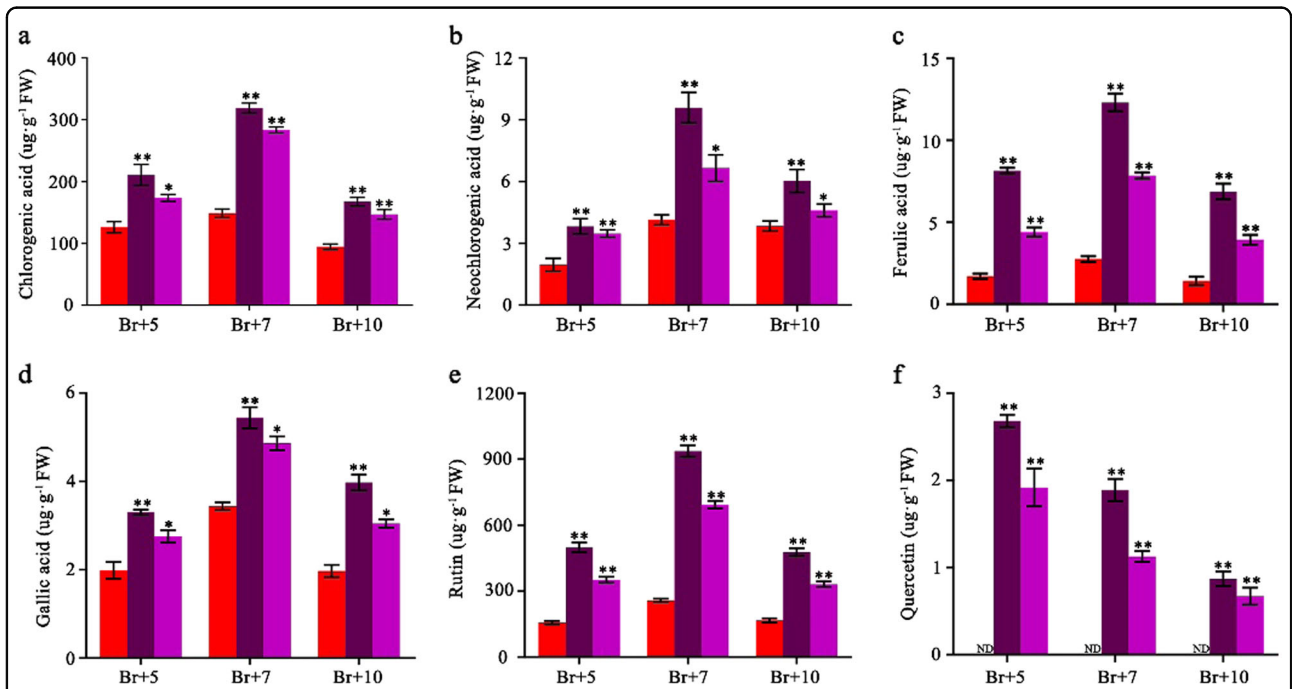 a
Chlorogenic acid (ug·g⁻¹ FW)
400
300
200
100
0
** * ** ** ** **
Br+5 Br+7 Br+10
b
Neochlorogenic acid (ug·g⁻¹ FW)
12
9
6
3
0
** ** ** * ** *
Br+5 Br+7 Br+10
c
Ferulic acid (ug·g⁻¹ FW)
15
10
5
0
** ** ** ** ** **
Br+5 Br+7 Br+10
d
Gallic acid (ug·g⁻¹ FW)
6
4
2
0
** * ** * ** *
Br+5 Br+7 Br+10
e
Rutin (ug·g⁻¹ FW)
1200
900
600
300
0
** ** ** ** ** **
Br+5 Br+7 Br+10
f
Quercetin (ug·g⁻¹ FW)
3
2
1
0
** ** ** ** ** **
ND ND ND
Br+5 Br+7 Br+10